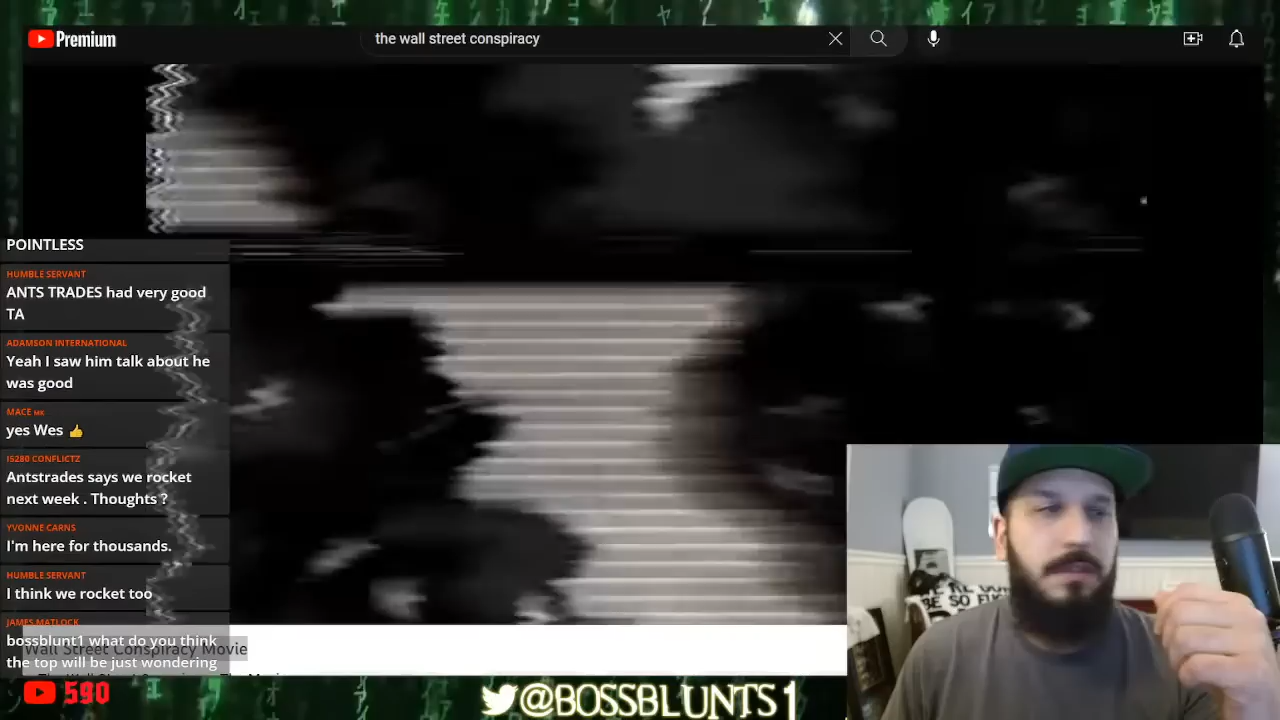 Premium
the wall street conspiracy
POINTLESS
HUMBLE SERVANT
ANTS TRADES had very good
TA
ADAMSON INTERNATIONAL
Yeah I saw him talk about he
was good
MACE MK
yes Wes 👍
IS280 CONFLICTZ
Antstrades says we rocket
next week . Thoughts ?
YVONNE CARNS
I'm here for thousands.
HUMBLE SERVANT
I think we rocket too
JAMES MATLOCK
bossblunt1 what do you think
the top will be just wondering
Wall Street Conspiracy Movie
590
@BOSSBLUNTS1